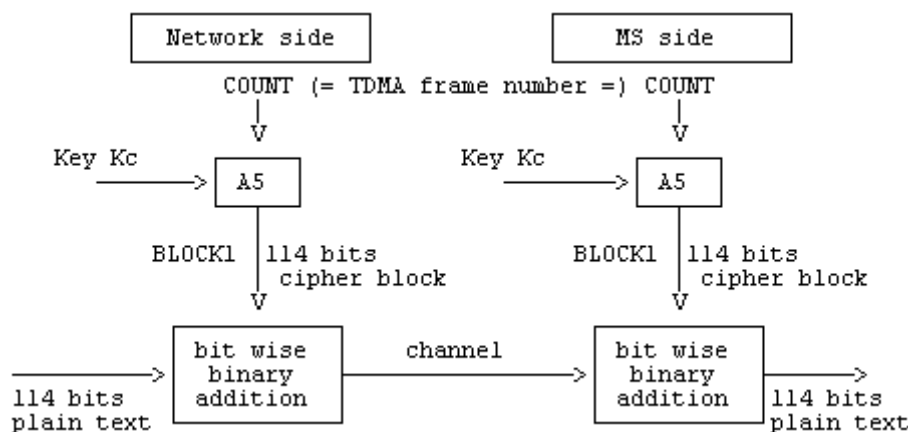 Network side
MS side
COUNT (= TDMA frame number =) COUNT
V
V
Key Kc
Key Kc
A5
A5
BLOCK1
114 bits
cipher block
BLOCK1
114 bits
cipher block
V
V
bit wise
binary
addition
channel
bit wise
binary
addition
114 bits
plain text
114 bits
plain text